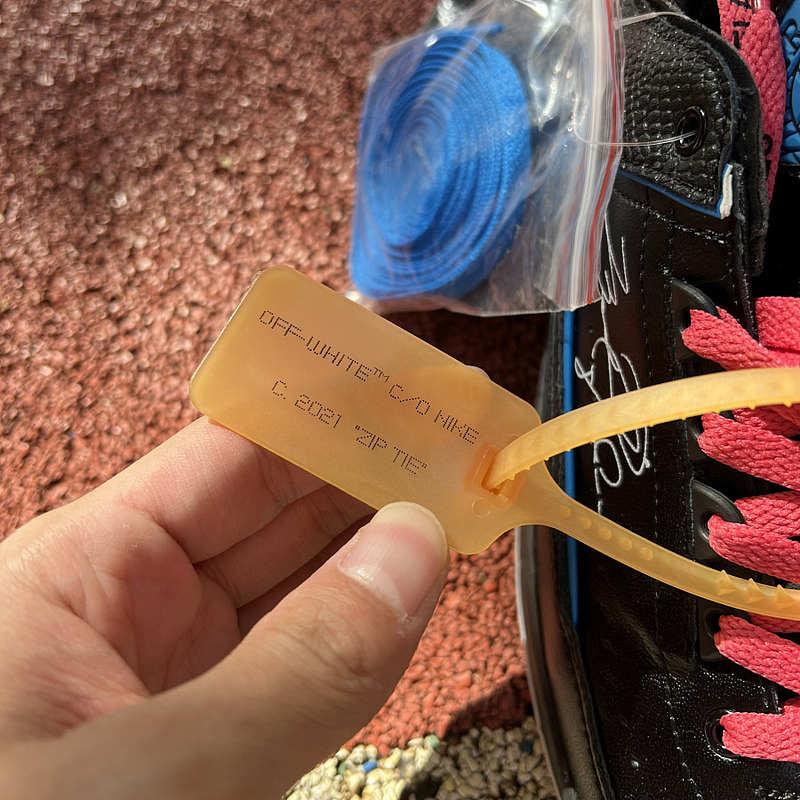 OFF-WHITE™ C/O NIKE
C. 2021 "ZIP TIE"